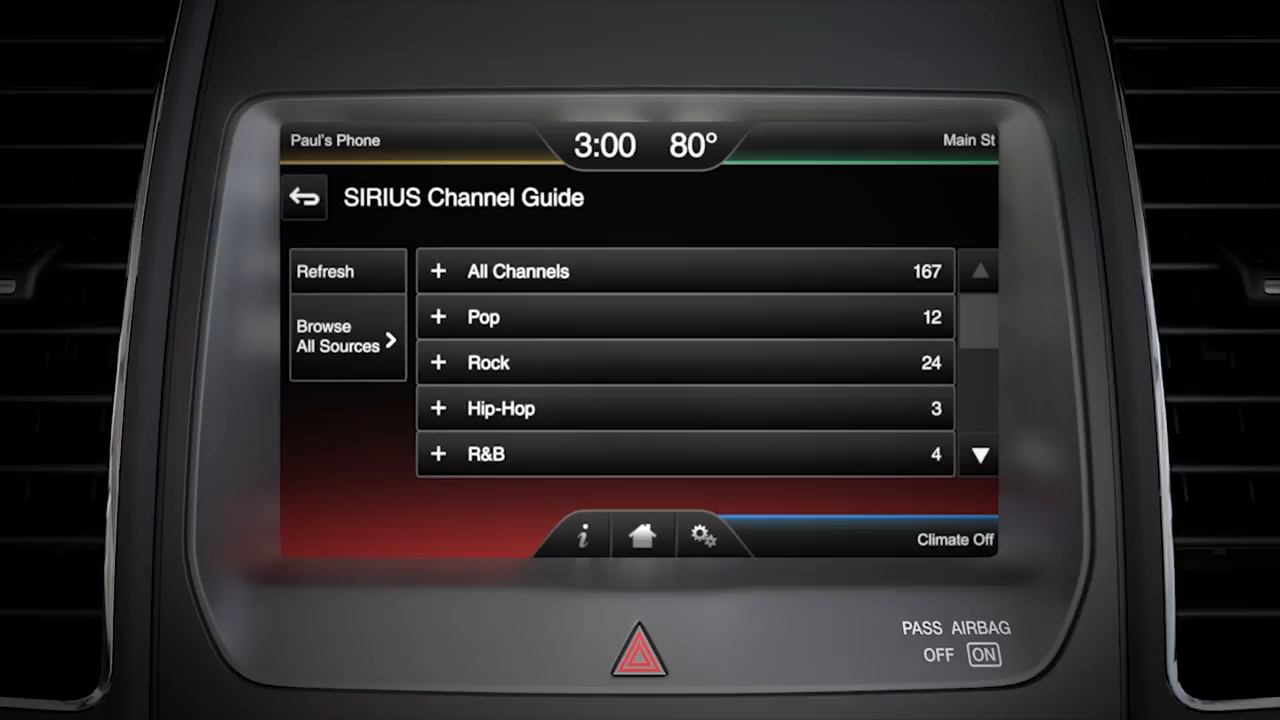 Paul's Phone
3:00 80°
Main St
SIRIUS Channel Guide
Refresh
Browse
All Sources
+ All Channels 167
+ Pop 12
+ Rock 24
+ Hip-Hop 3
+ R&B 4
i
Climate Off
PASS AIRBAG
OFF ON